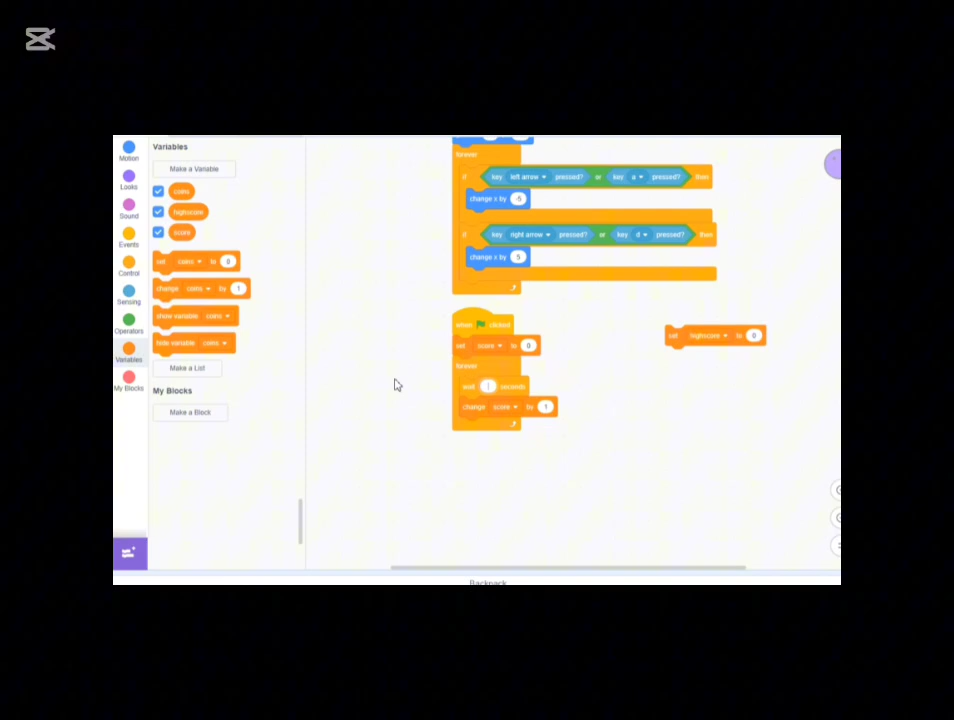 Variables
Motion
Make a Variable
forever
Looks
if key left arrow pressed? or key a pressed? then
coins
change x by -5
highscore
Sound
score
if key right arrow pressed? or key d pressed? then
Events
change x by 5
set coins to 0
Control
change coins by 1
Sensing
show variable coins
when clicked
Operators
set highscore to 0
hide variable coins
set score to 0
Variables
Make a List
forever
wait seconds
My Blocks
My Blocks
change score by 1
Make a Block
Backpack